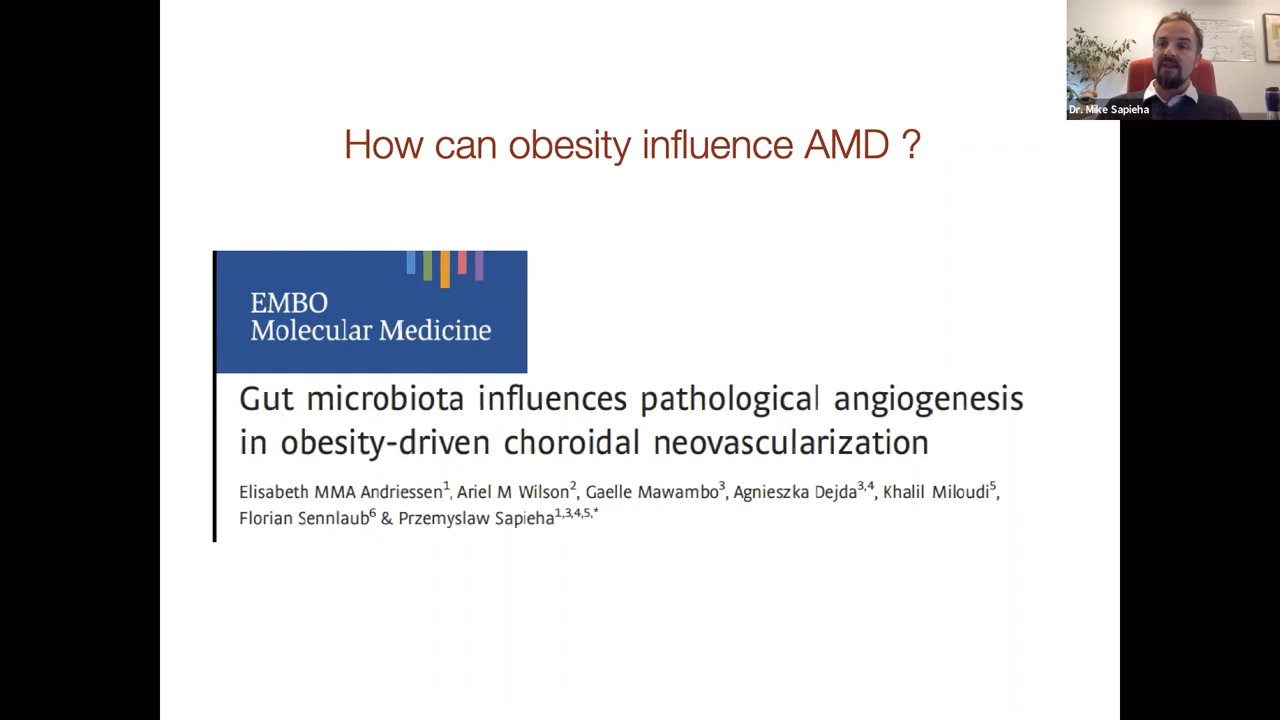 Dr. Mike Sapieha
How can obesity influence AMD ?
EMBO
Molecular Medicine
Gut microbiota influences pathological angiogenesis
in obesity-driven choroidal neovascularization
Elisabeth MMA Andriessen1, Ariel M Wilson2, Gaelle Mawambo3, Agnieszka Dejda3,4, Khalil Miloudi5,
Florian Sennlaub6 & Przemyslaw Sapieha1,3,4,5,*